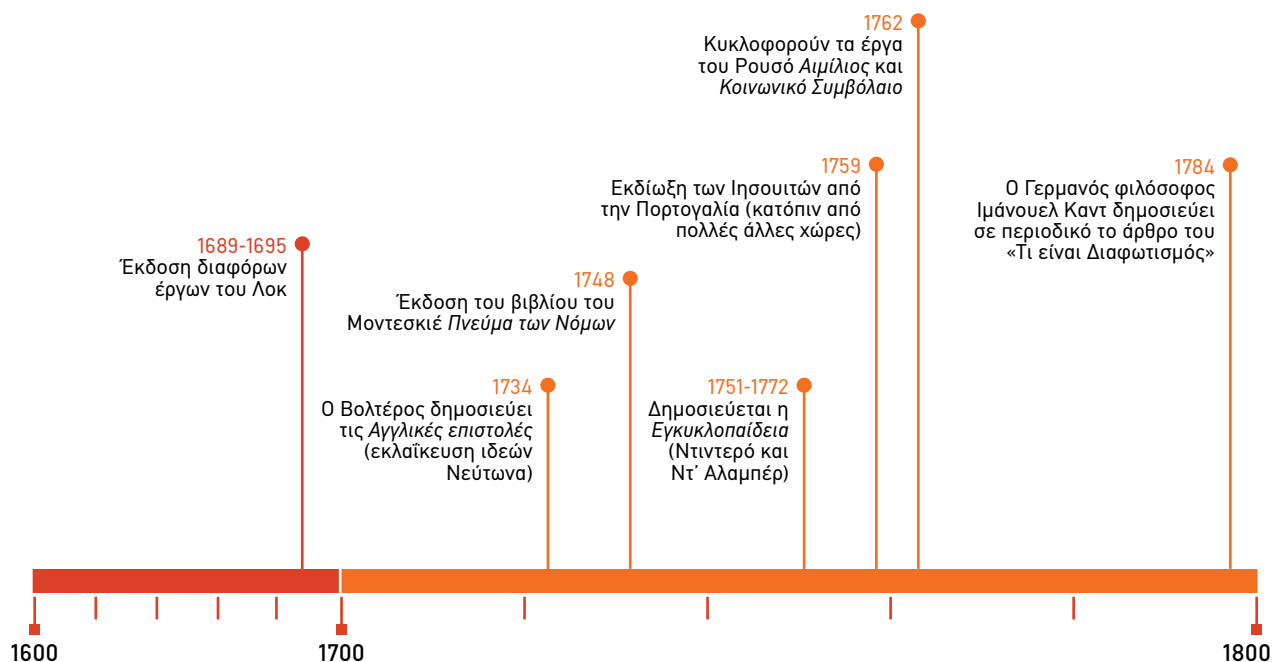 1762
Κυκλοφορούν τα έργα
του Ρουσό Αιμίλιος και
Κοινωνικό Συμβόλαιο
1759
Εκδίωξη των Ιησουιτών από
την Πορτογαλία (κατόπιν από
πολλές άλλες χώρες)
1784
Ο Γερμανός φιλόσοφος
Ιμάνουελ Καντ δημοσιεύει
σε περιοδικό το άρθρο του
«Τι είναι Διαφωτισμός»
1689-1695
Έκδοση διαφόρων
έργων του Λοκ
1748
Έκδοση του βιβλίου του
Μοντεσκιέ Πνεύμα των Νόμων
1734
Ο Βολτέρος δημοσιεύει
τις Αγγλικές επιστολές
(εκλαΐκευση ιδεών
Νεύτωνα)
1751-1772
Δημοσιεύεται η
Εγκυκλοπαίδεια
(Ντιντερό και
Ντ' Αλαμπέρ)
1600
1700
1800